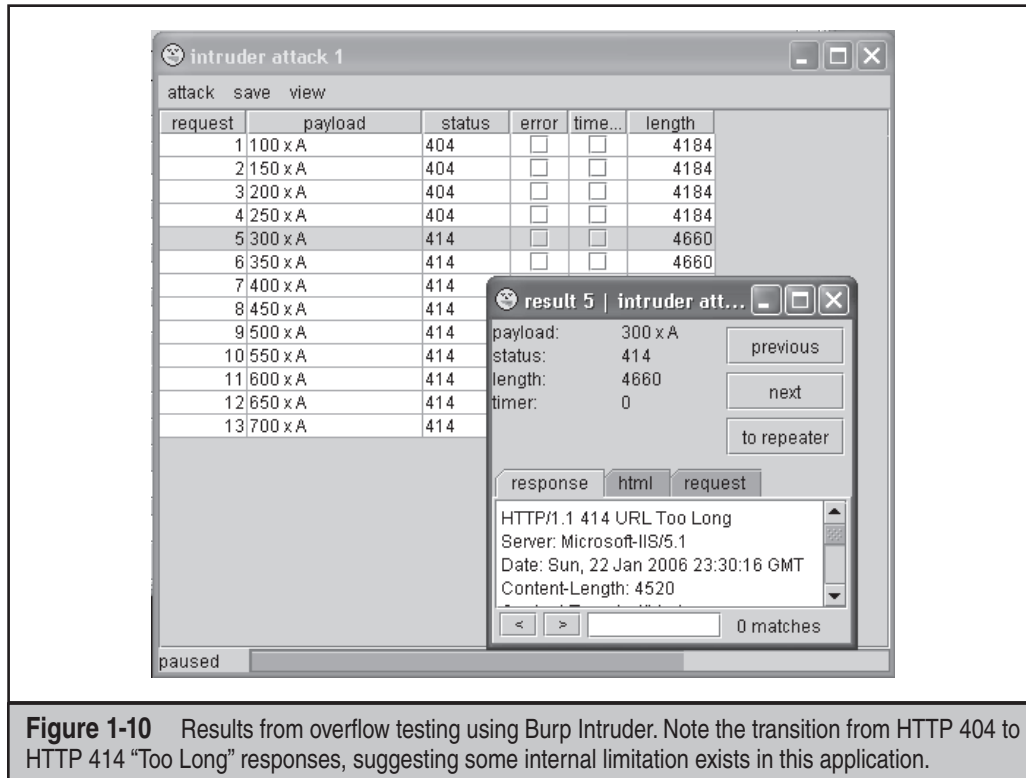 intruder attack 1
attack save view
request payload status error time... length
1 100 x A 404 4184
2 150 x A 404 4184
3 200 x A 404 4184
4 250 x A 404 4184
5 300 x A 414 4660
6 350 x A 414 4660
7 400 x A 414
8 450 x A 414
9 500 x A 414
10 550 x A 414
11 600 x A 414
12 650 x A 414
13 700 x A 414
result 5 | intruder att...
payload: 300 x A
status: 414
length: 4660
timer: 0
previous
next
to repeater
response html request
HTTP/1.1 414 URL Too Long
Server: Microsoft-IIS/5.1
Date: Sun, 22 Jan 2006 23:30:16 GMT
Content-Length: 4520
< > 0 matches
paused
Figure 1-10 Results from overflow testing using Burp Intruder. Note the transition from HTTP 404 to
HTTP 414 “Too Long” responses, suggesting some internal limitation exists in this application.